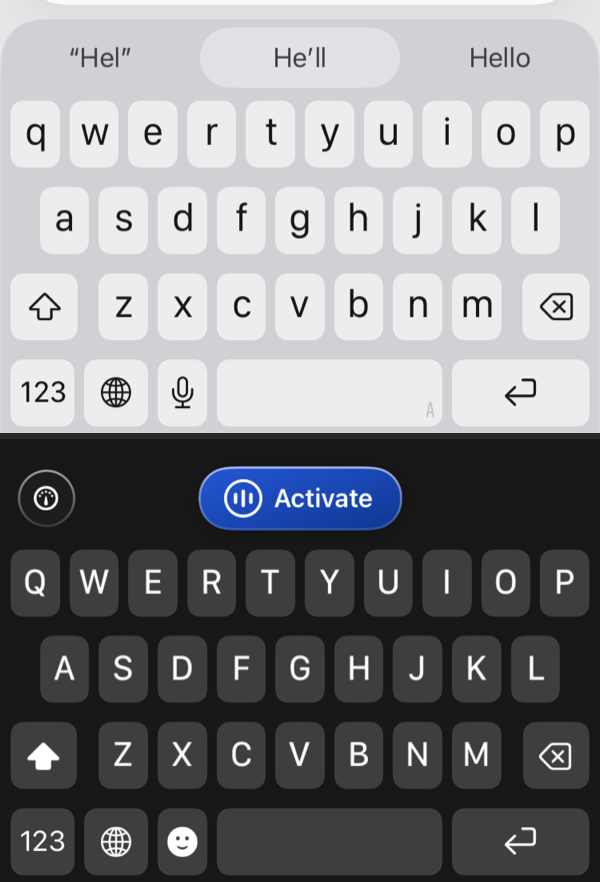 “Hel” He’ll Hello
q w e r t y u i o p
a s d f g h j k l
z x c v b n m
123
A
Activate
Q W E R T Y U I O P
A S D F G H J K L
Z X C V B N M
123